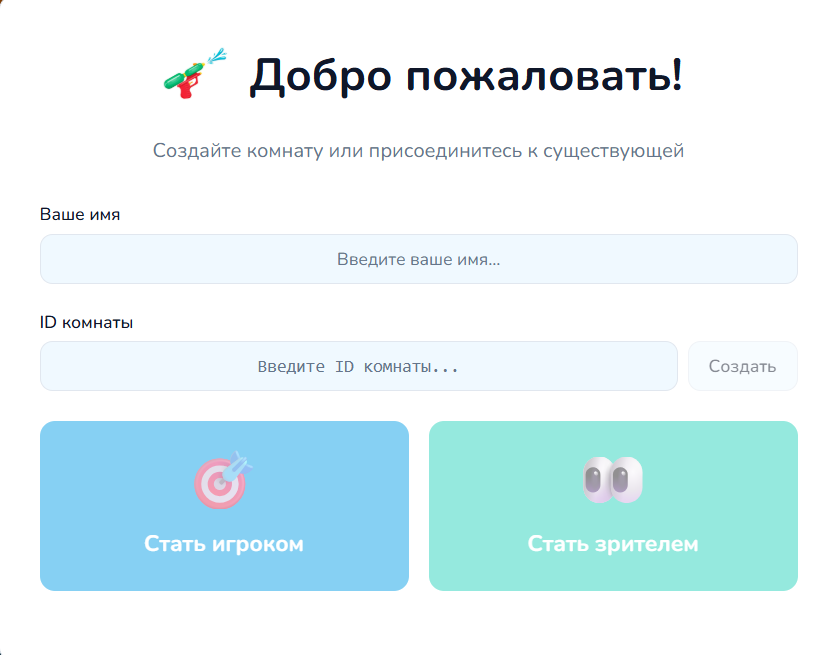 Добро пожаловать!
Создайте комнату или присоединитесь к существующей
Ваше имя
Введите ваше имя...
ID комнаты
Введите ID комнаты...
Создать
Стать игроком
Стать зрителем